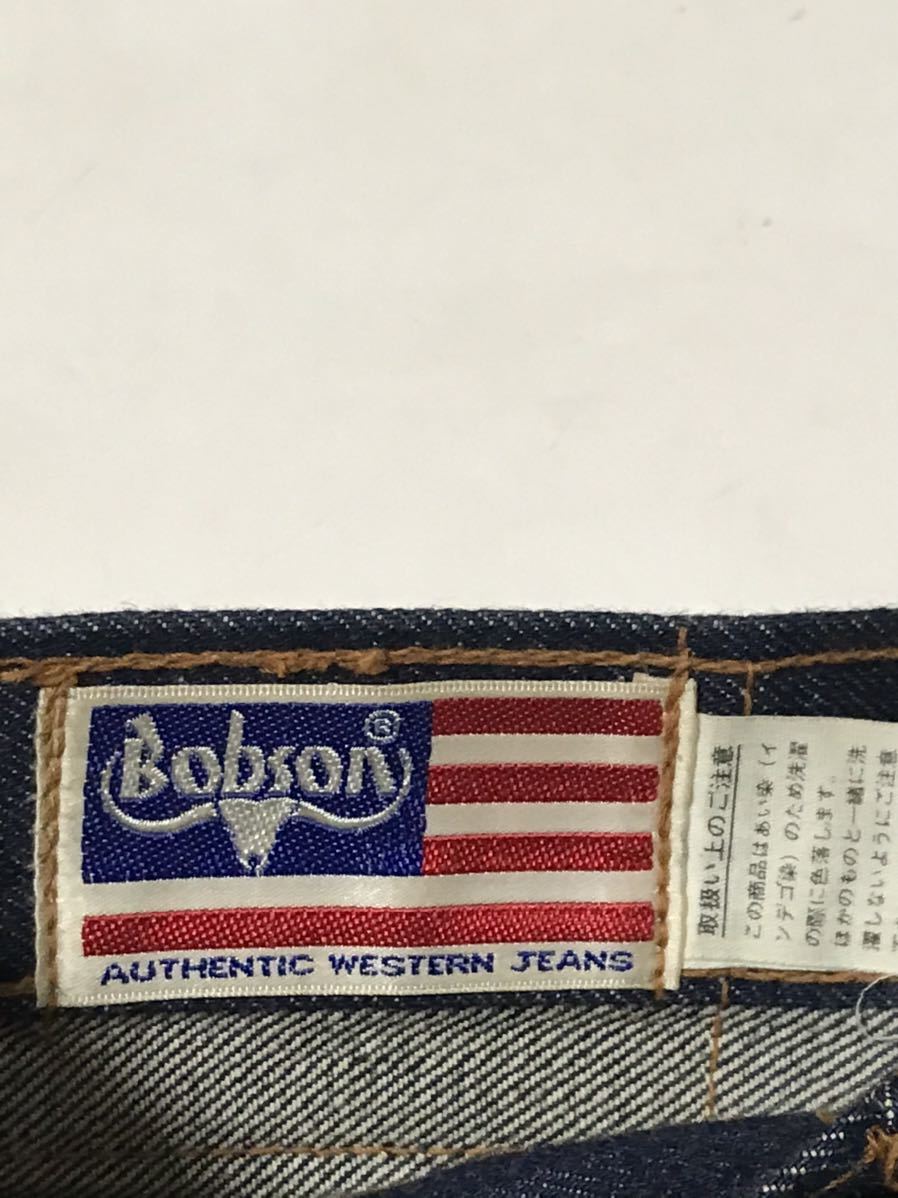 Bobson®
AUTHENTIC WESTERN JEANS
取扱い上のご注意
この商品はあい染(イ
ンデゴ染)のため洗濯
の際に色落します。
ほかのものと一緒に洗
濯しないようにご注意